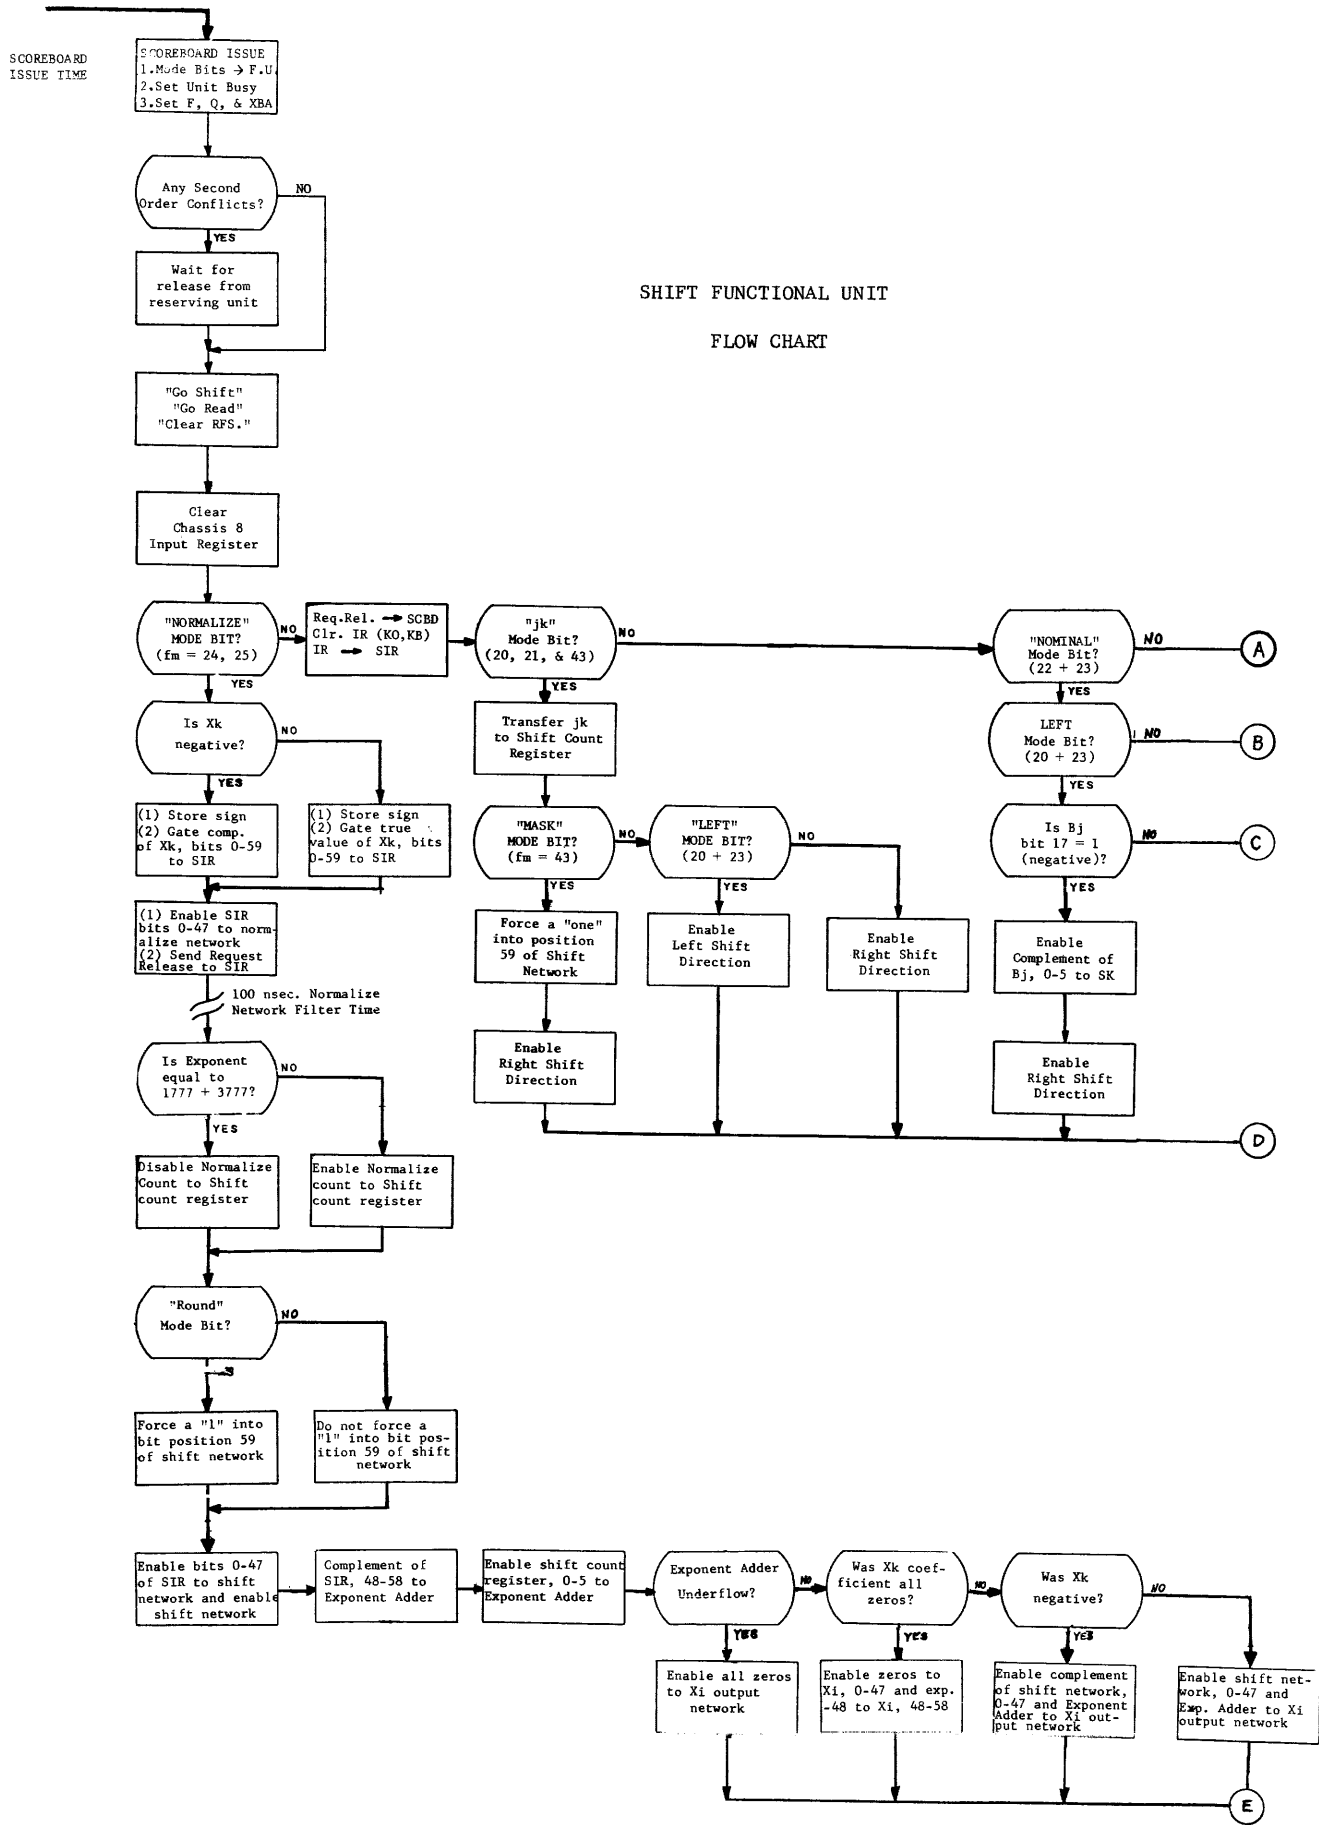 SCOREBOARD
ISSUE TIME
SCOREBOARD ISSUE
1.Mode Bits → F.U.
2.Set Unit Busy
3.Set F, Q, & XBA
Any Second
Order Conflicts?
NO
YES
Wait for
release from
reserving unit
SHIFT FUNCTIONAL UNIT
FLOW CHART
"Go Shift"
"Go Read"
"Clear RFS."
Clear
Chassis 8
Input Register
"NORMALIZE"
MODE BIT?
(fm = 24, 25)
NO
YES
Req.Rel. → SCBD
Clr. IR (KO,KB)
IR → SIR
"jk"
Mode Bit?
(20, 21, & 43)
NO
YES
"NOMINAL"
Mode Bit?
(22 + 23)
NO
A
YES
Is Xk
negative?
NO
YES
Transfer jk
to Shift Count
Register
LEFT
Mode Bit?
(20 + 23)
NO
B
YES
(1) Store sign
(2) Gate comp.
of Xk, bits 0-59
to SIR
(1) Store sign
(2) Gate true
value of Xk, bits
0-59 to SIR
"MASK"
MODE BIT?
(fm = 43)
NO
YES
"LEFT"
MODE BIT?
(20 + 23)
NO
YES
Is Bj
bit 17 = 1
(negative)?
NO
C
YES
(1) Enable SIR
bits 0-47 to norm-
alize network
(2) Send Request
Release to SIR
Force a "one"
into position
59 of Shift
Network
Enable
Left Shift
Direction
Enable
Right Shift
Direction
Enable
Complement of
Bj, 0-5 to SK
100 nsec. Normalize
Network Filter Time
Is Exponent
equal to
1777 + 3777?
NO
YES
Enable
Right Shift
Direction
Enable
Right Shift
Direction
D
Disable Normalize
Count to Shift
count register
Enable Normalize
count to Shift
count register
"Round"
Mode Bit?
NO
Force a "1" into
bit position 59
of shift network
Do not force a
"1" into bit pos-
ition 59 of shift
network
Enable bits 0-47
of SIR to shift
network and enable
shift network
Complement of
SIR, 48-58 to
Exponent Adder
Enable shift count
register, 0-5 to
Exponent Adder
Exponent Adder
Underflow?
NO
YES
Was Xk coef-
ficient all
zeros?
NO
YES
Was Xk
negative?
NO
YES
Enable all zeros
to Xi output
network
Enable zeros to
Xi, 0-47 and exp.
-48 to Xi, 48-58
Enable complement
of shift network,
0-47 and Exponent
Adder to Xi out-
put network
Enable shift net-
work, 0-47 and
Exp. Adder to Xi
output network
E